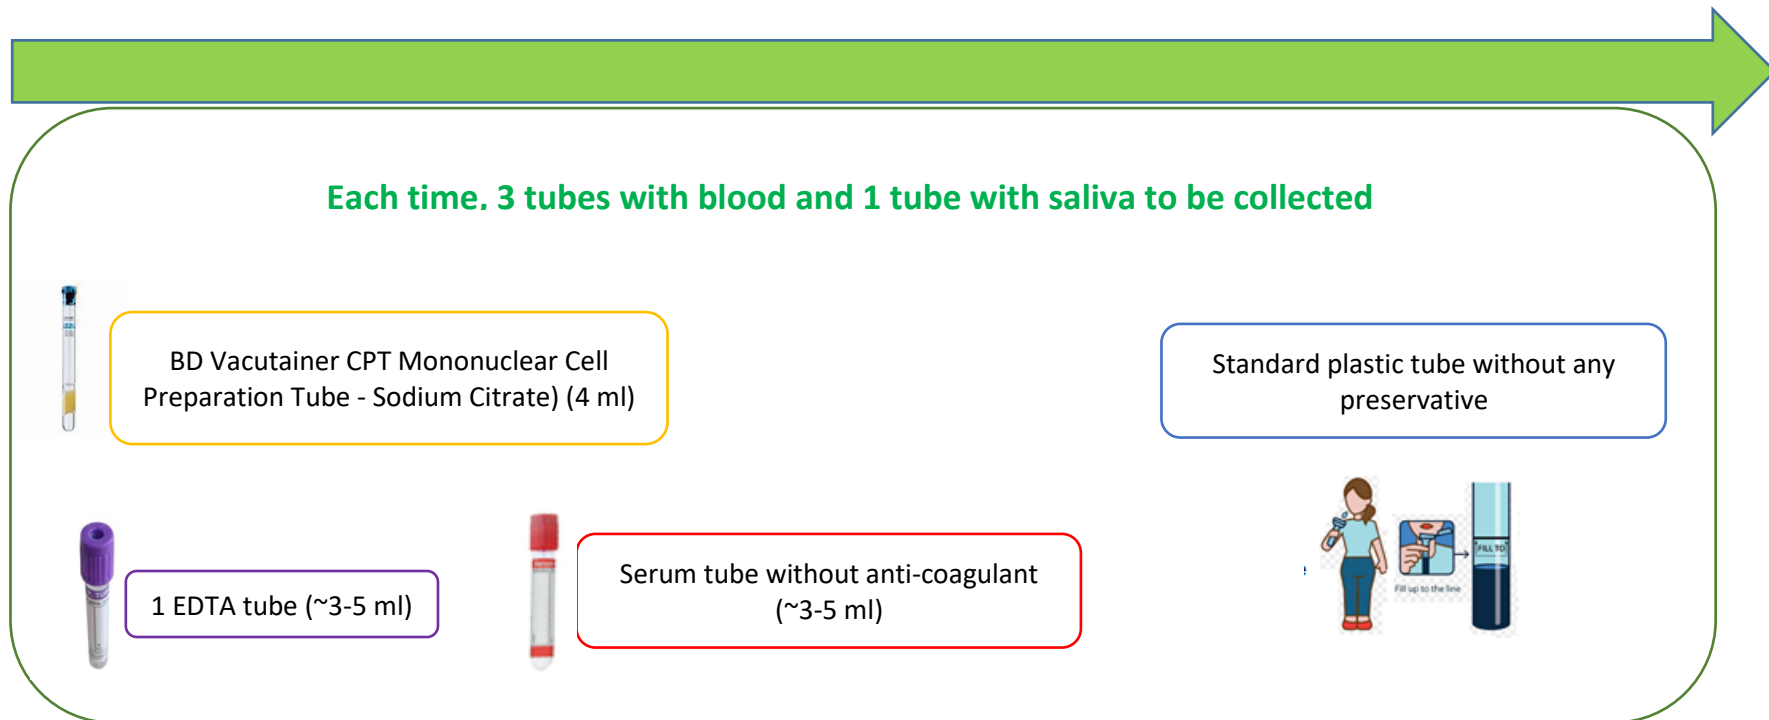 Each time, 3 tubes with blood and 1 tube with saliva to be collected
BD Vacutainer CPT Mononuclear Cell
Preparation Tube - Sodium Citrate) (4 ml)
Standard plastic tube without any
preservative
1 EDTA tube (~3-5 ml)
Serum tube without anti-coagulant
(~3-5 ml)
FILL TO
Fill up to the line
e